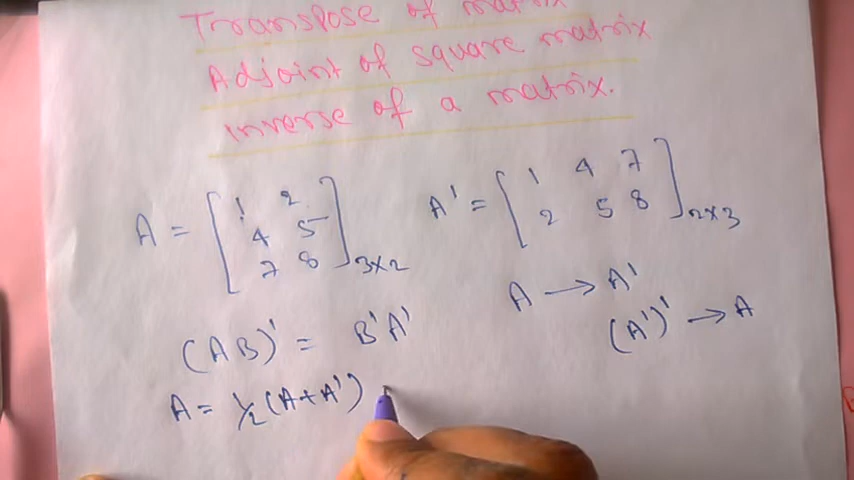 Transpose of matrix
Adjoint of square matrix
Inverse of a matrix.
A = [ 1 2
4 5
7 8 ]3x2
A' = [ 1 4 7
2 5 8 ]2x3
A → A'
(A')' → A
(AB)' = B'A'
A = 1/2 (A+A')